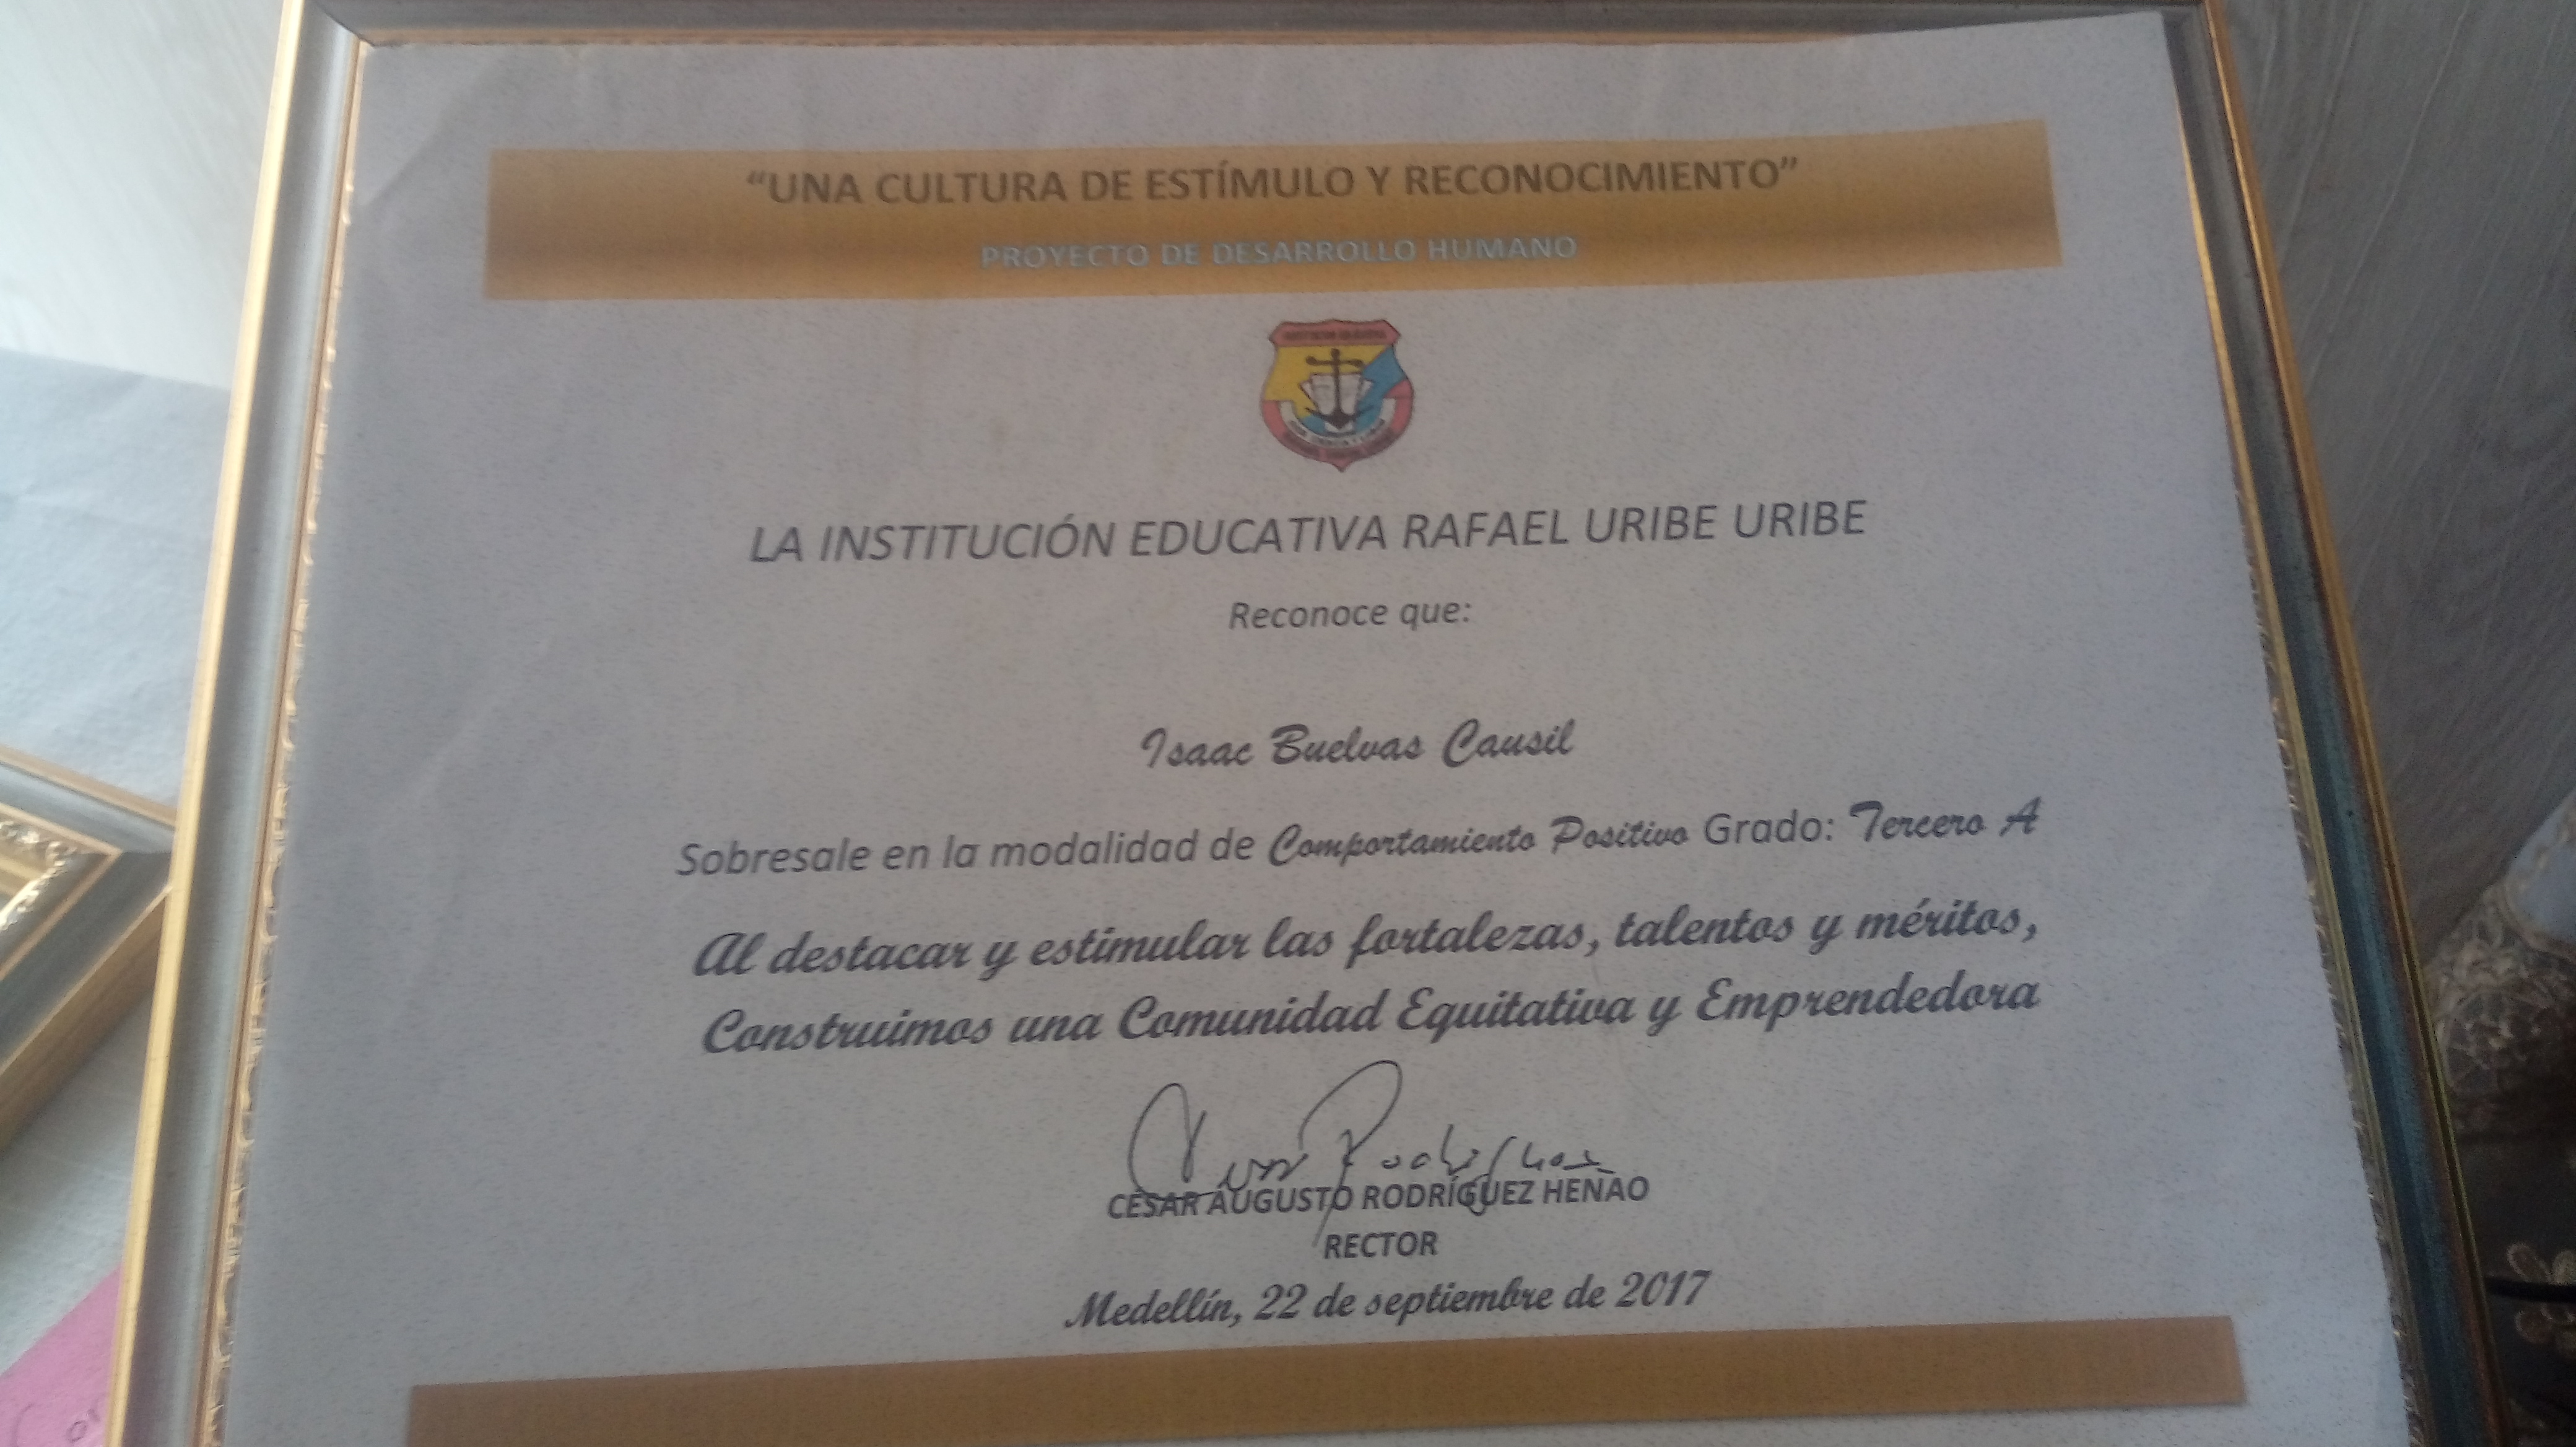 “UNA CULTURA DE ESTÍMULO Y RECONOCIMIENTO”
PROYECTO DE DESARROLLO HUMANO
LA INSTITUCIÓN EDUCATIVA RAFAEL URIBE URIBE
Reconoce que:
Isaac Buelvas Causil
Sobresale en la modalidad de Comportamiento Positivo Grado: Tercero A
Al destacar y estimular las fortalezas, talentos y méritos,
Construimos una Comunidad Equitativa y Emprendedora
CÉSAR AUGUSTO RODRÍGUEZ HENAO
RECTOR
Medellín, 22 de septiembre de 2017